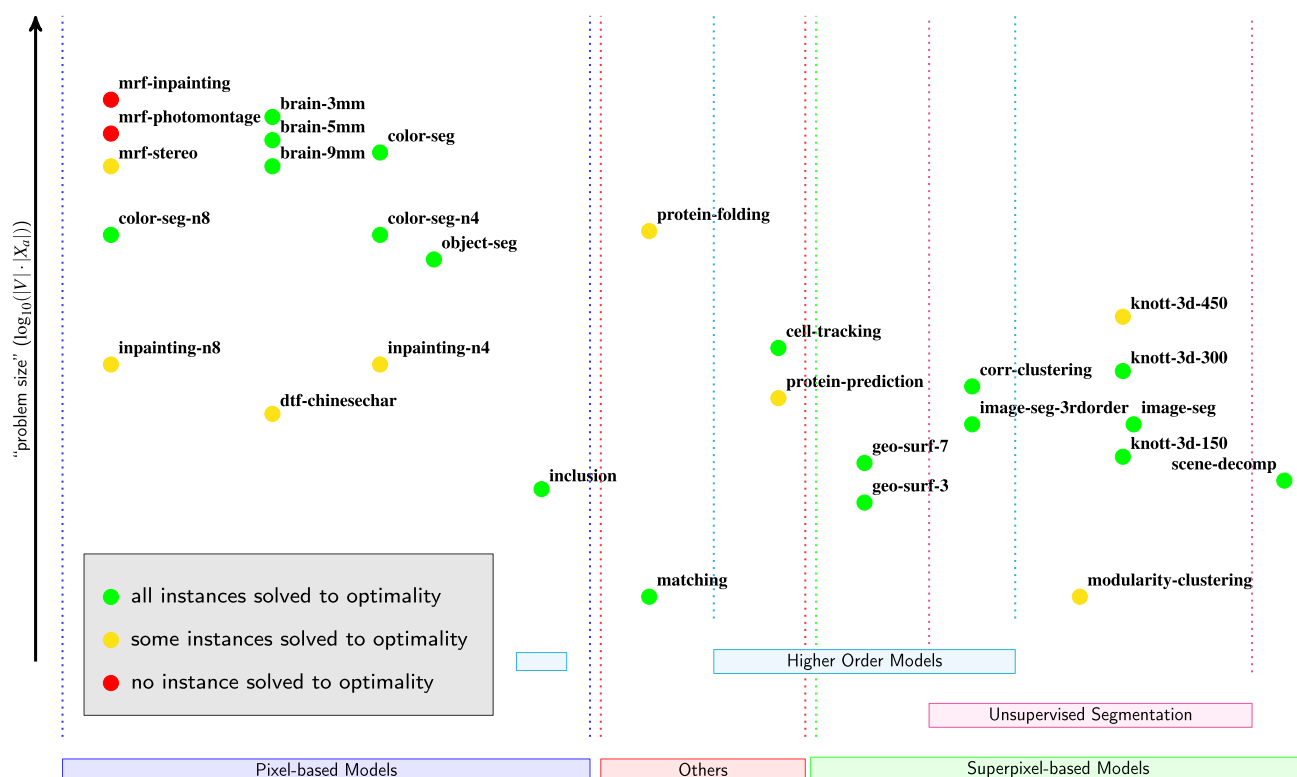 “problem size” (log₁₀(|V| · |Xₐ|))
mrf-inpainting
mrf-photomontage
mrf-stereo
brain-3mm
brain-5mm
brain-9mm
color-seg
color-seg-n8
color-seg-n4
object-seg
inpainting-n8
inpainting-n4
dtf-chinesechar
inclusion
protein-folding
cell-tracking
protein-prediction
geo-surf-7
geo-surf-3
matching
corr-clustering
image-seg-3rdorder
knott-3d-450
knott-3d-300
image-seg
knott-3d-150
scene-decomp
modularity-clustering
all instances solved to optimality
some instances solved to optimality
no instance solved to optimality
Higher Order Models
Unsupervised Segmentation
Pixel-based Models
Others
Superpixel-based Models